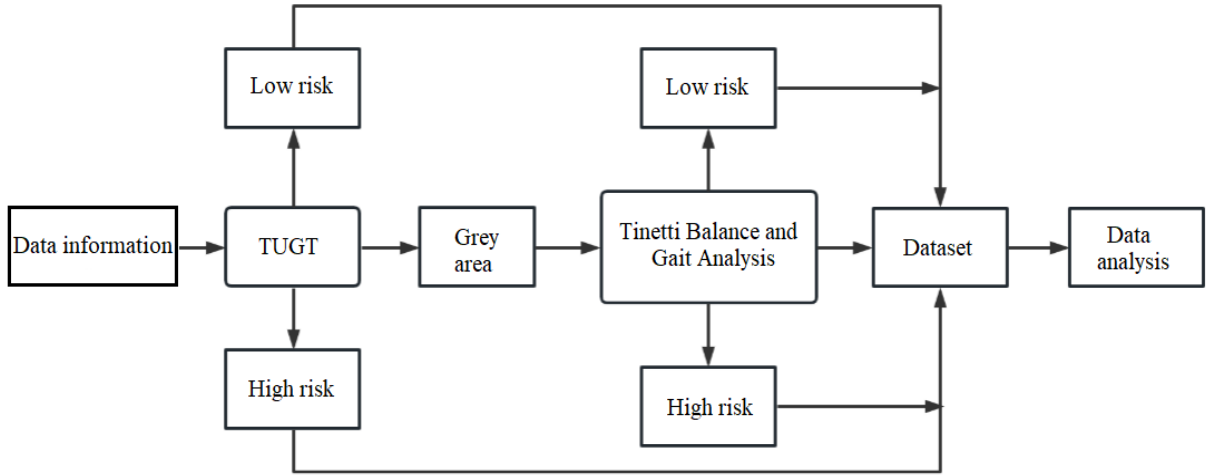 Low risk
Low risk
Data information
TUGT
Grey
area
Tinetti Balance and
Gait Analysis
Dataset
Data
analysis
High risk
High risk